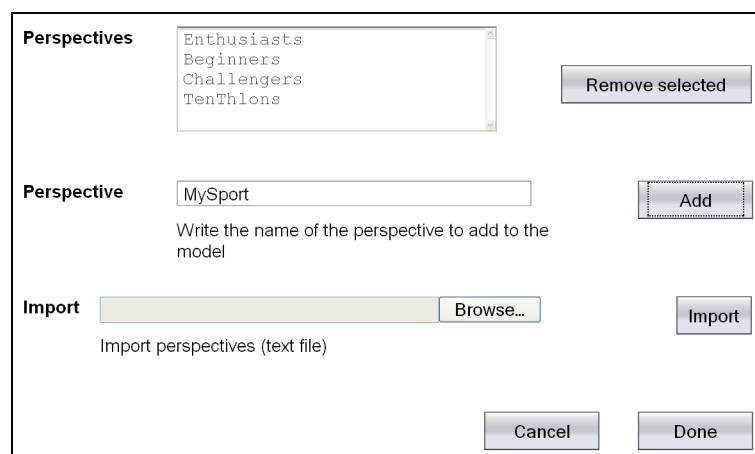 Perspectives
Enthusiasts
Beginners
Challengers
TenThlons
Remove selected
Perspective
MySport
Add
Write the name of the perspective to add to the
model
Import
Browse...
Import
Import perspectives (text file)
Cancel
Done